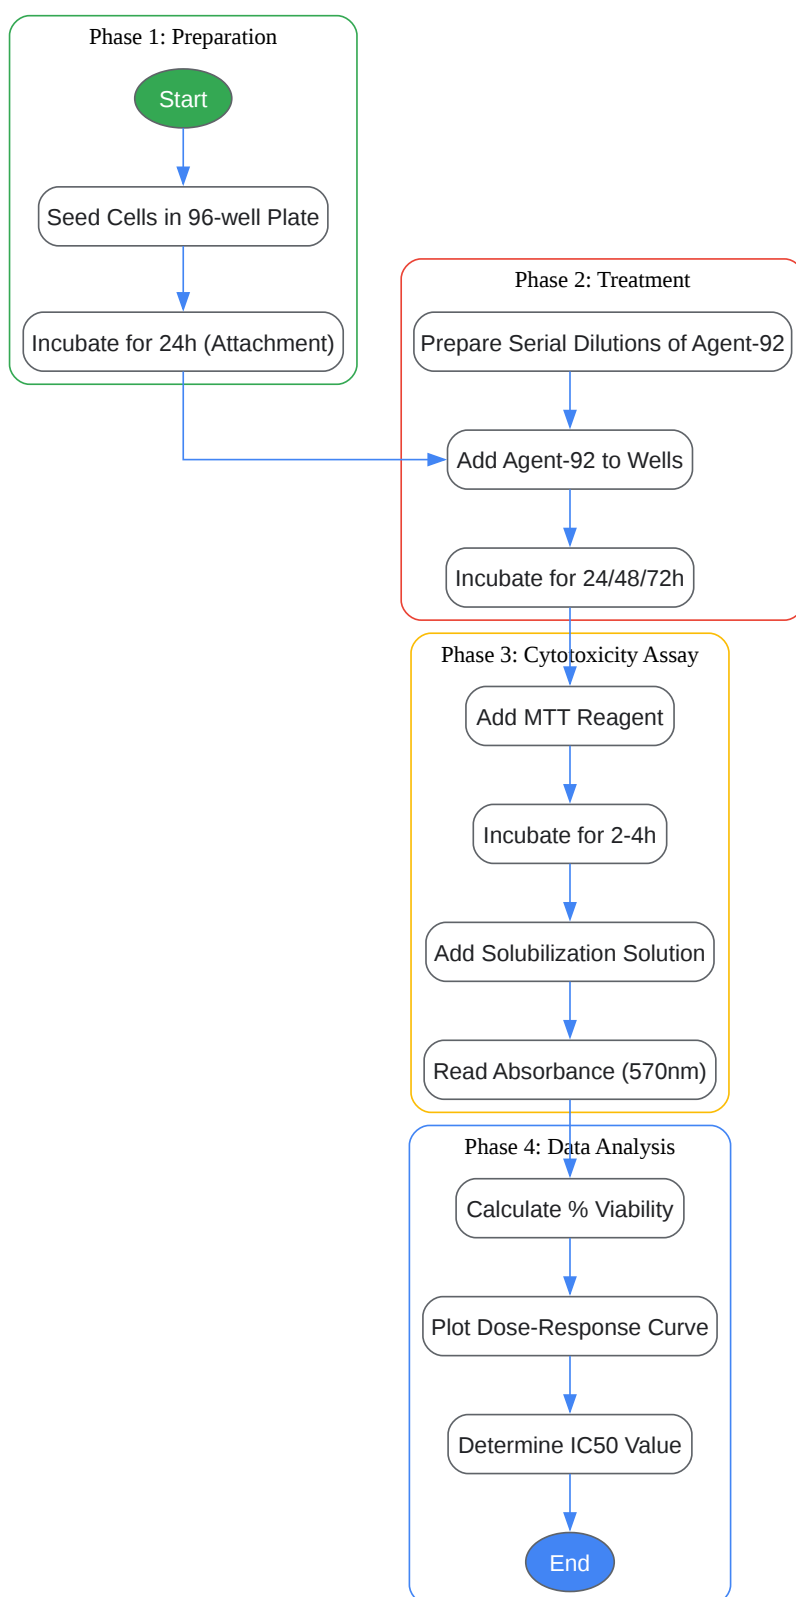 Phase 1: Preparation
Start
Seed Cells in 96-well Plate
Incubate for 24h (Attachment)
Phase 2: Treatment
Prepare Serial Dilutions of Agent-92
Add Agent-92 to Wells
Incubate for 24/48/72h
Phase 3: Cytotoxicity Assay
Add MTT Reagent
Incubate for 2-4h
Add Solubilization Solution
Read Absorbance (570nm)
Phase 4: Data Analysis
Calculate % Viability
Plot Dose-Response Curve
Determine IC50 Value
End